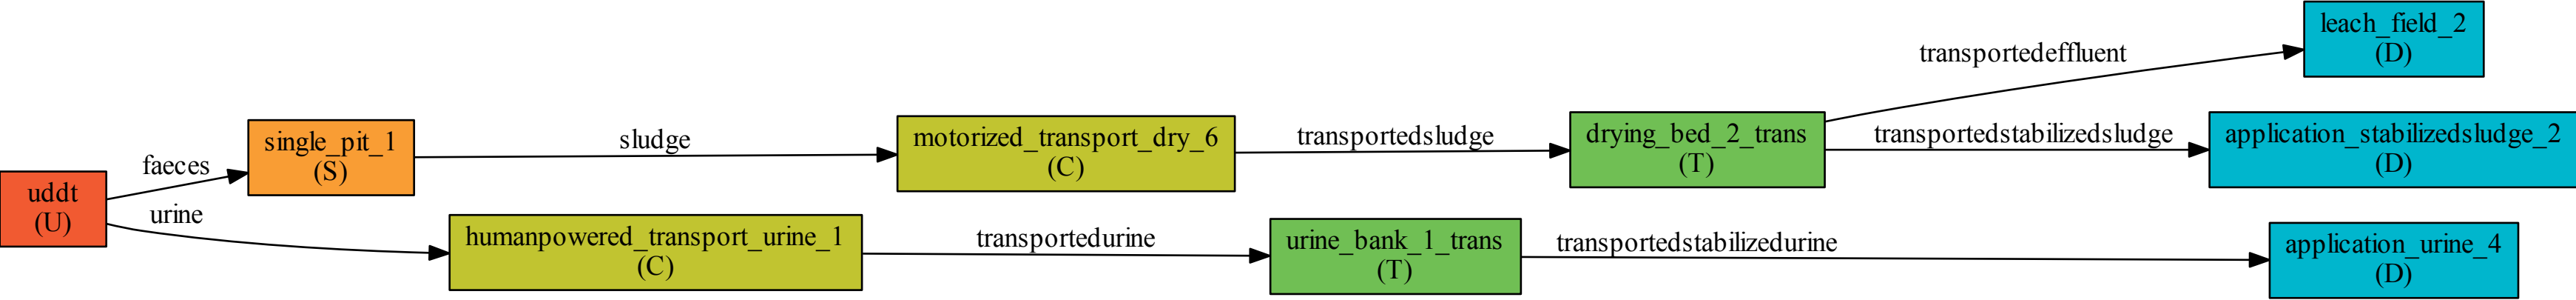 uddt
(U)
faeces
urine
single_pit_1
(S)
sludge
humanpowered_transport_urine_1
(C)
motorized_transport_dry_6
(C)
transportedsludge
transportedurine
drying_bed_2_trans
(T)
urine_bank_1_trans
(T)
transportedeffluent
transportedstabilizedsludge
transportedstabilizedurine
leach_field_2
(D)
application_stabilizedsludge_2
(D)
application_urine_4
(D)